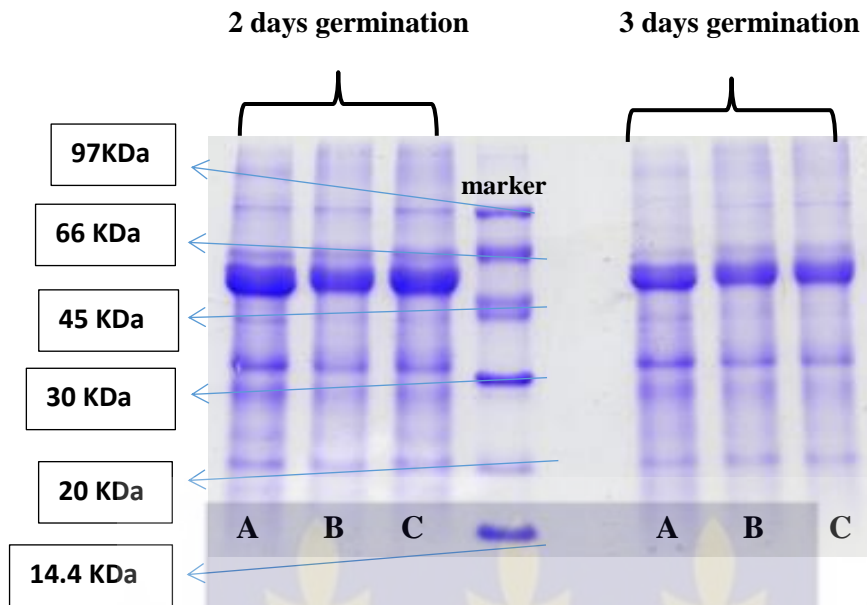 2 days germination
3 days germination
97KDa
marker
66 KDa
45 KDa
30 KDa
20 KDa
A B C
A B C
14.4 KDa